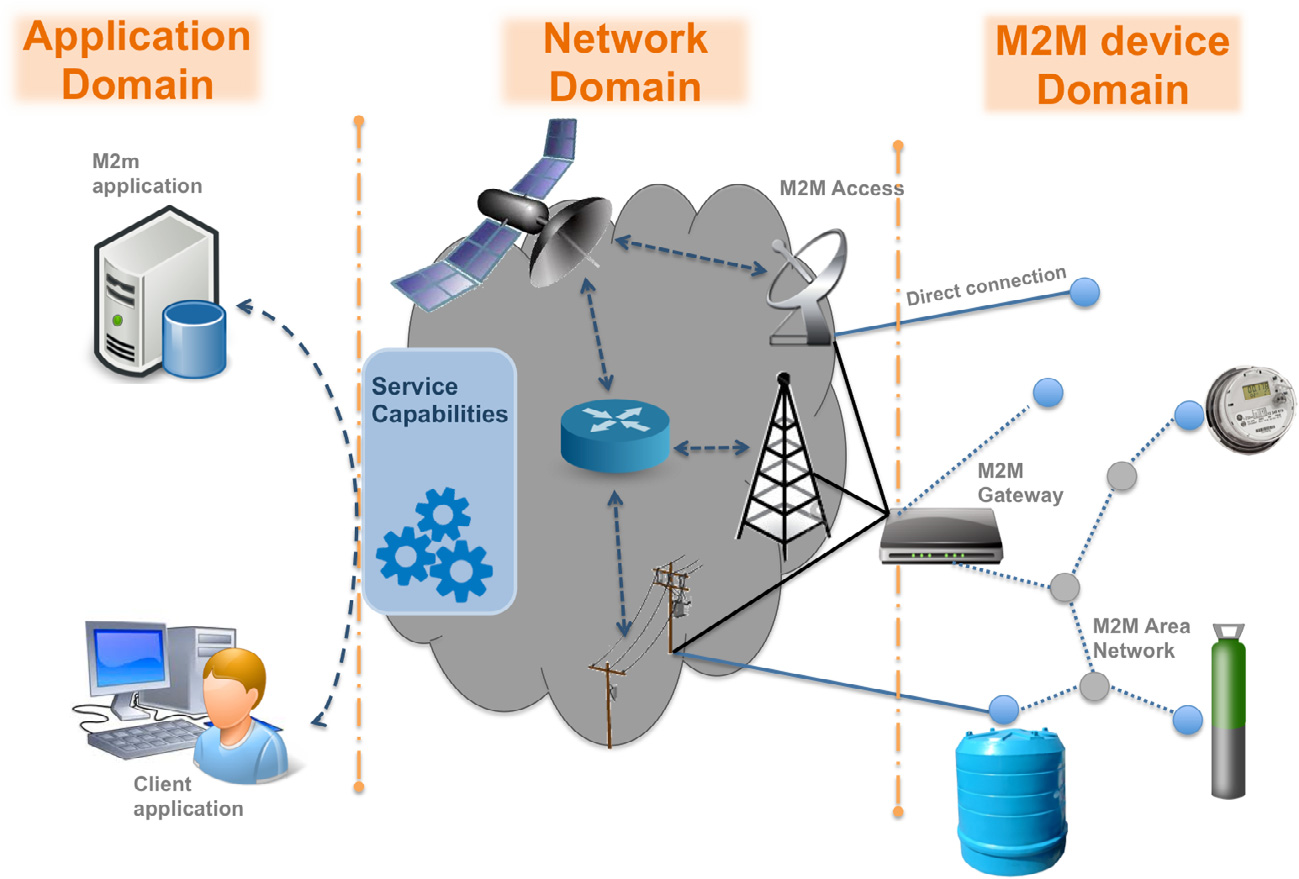 Application
Domain
Network
Domain
M2M device
Domain
M2m
application
M2M Access
Direct connection
Service
Capabilities
M2M
Gateway
M2M Area
Network
Client
application